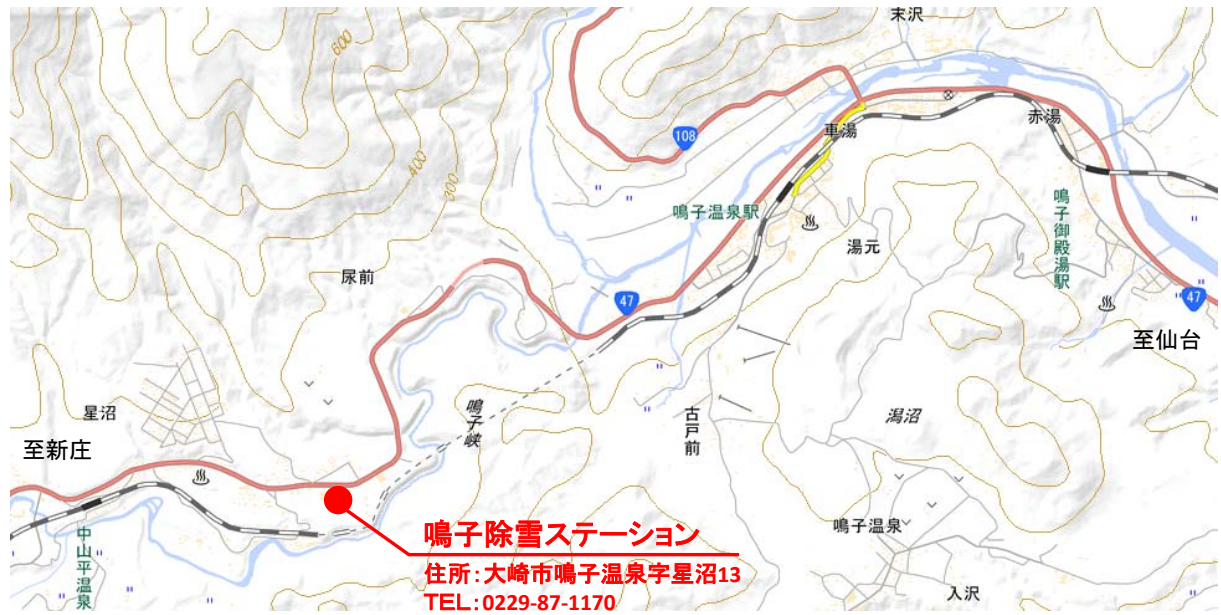 末沢
600
108
車湯
赤湯
400
300
鳴子温泉駅
鳴子御殿湯駅
湯元
尿前
47
47
至仙台
星沼
鳴子峡
古戸前
潟沼
至新庄
鳴子除雪ステーション
住所:大崎市鳴子温泉字星沼13
TEL:0229-87-1170
中山平温泉
鳴子温泉
入沢